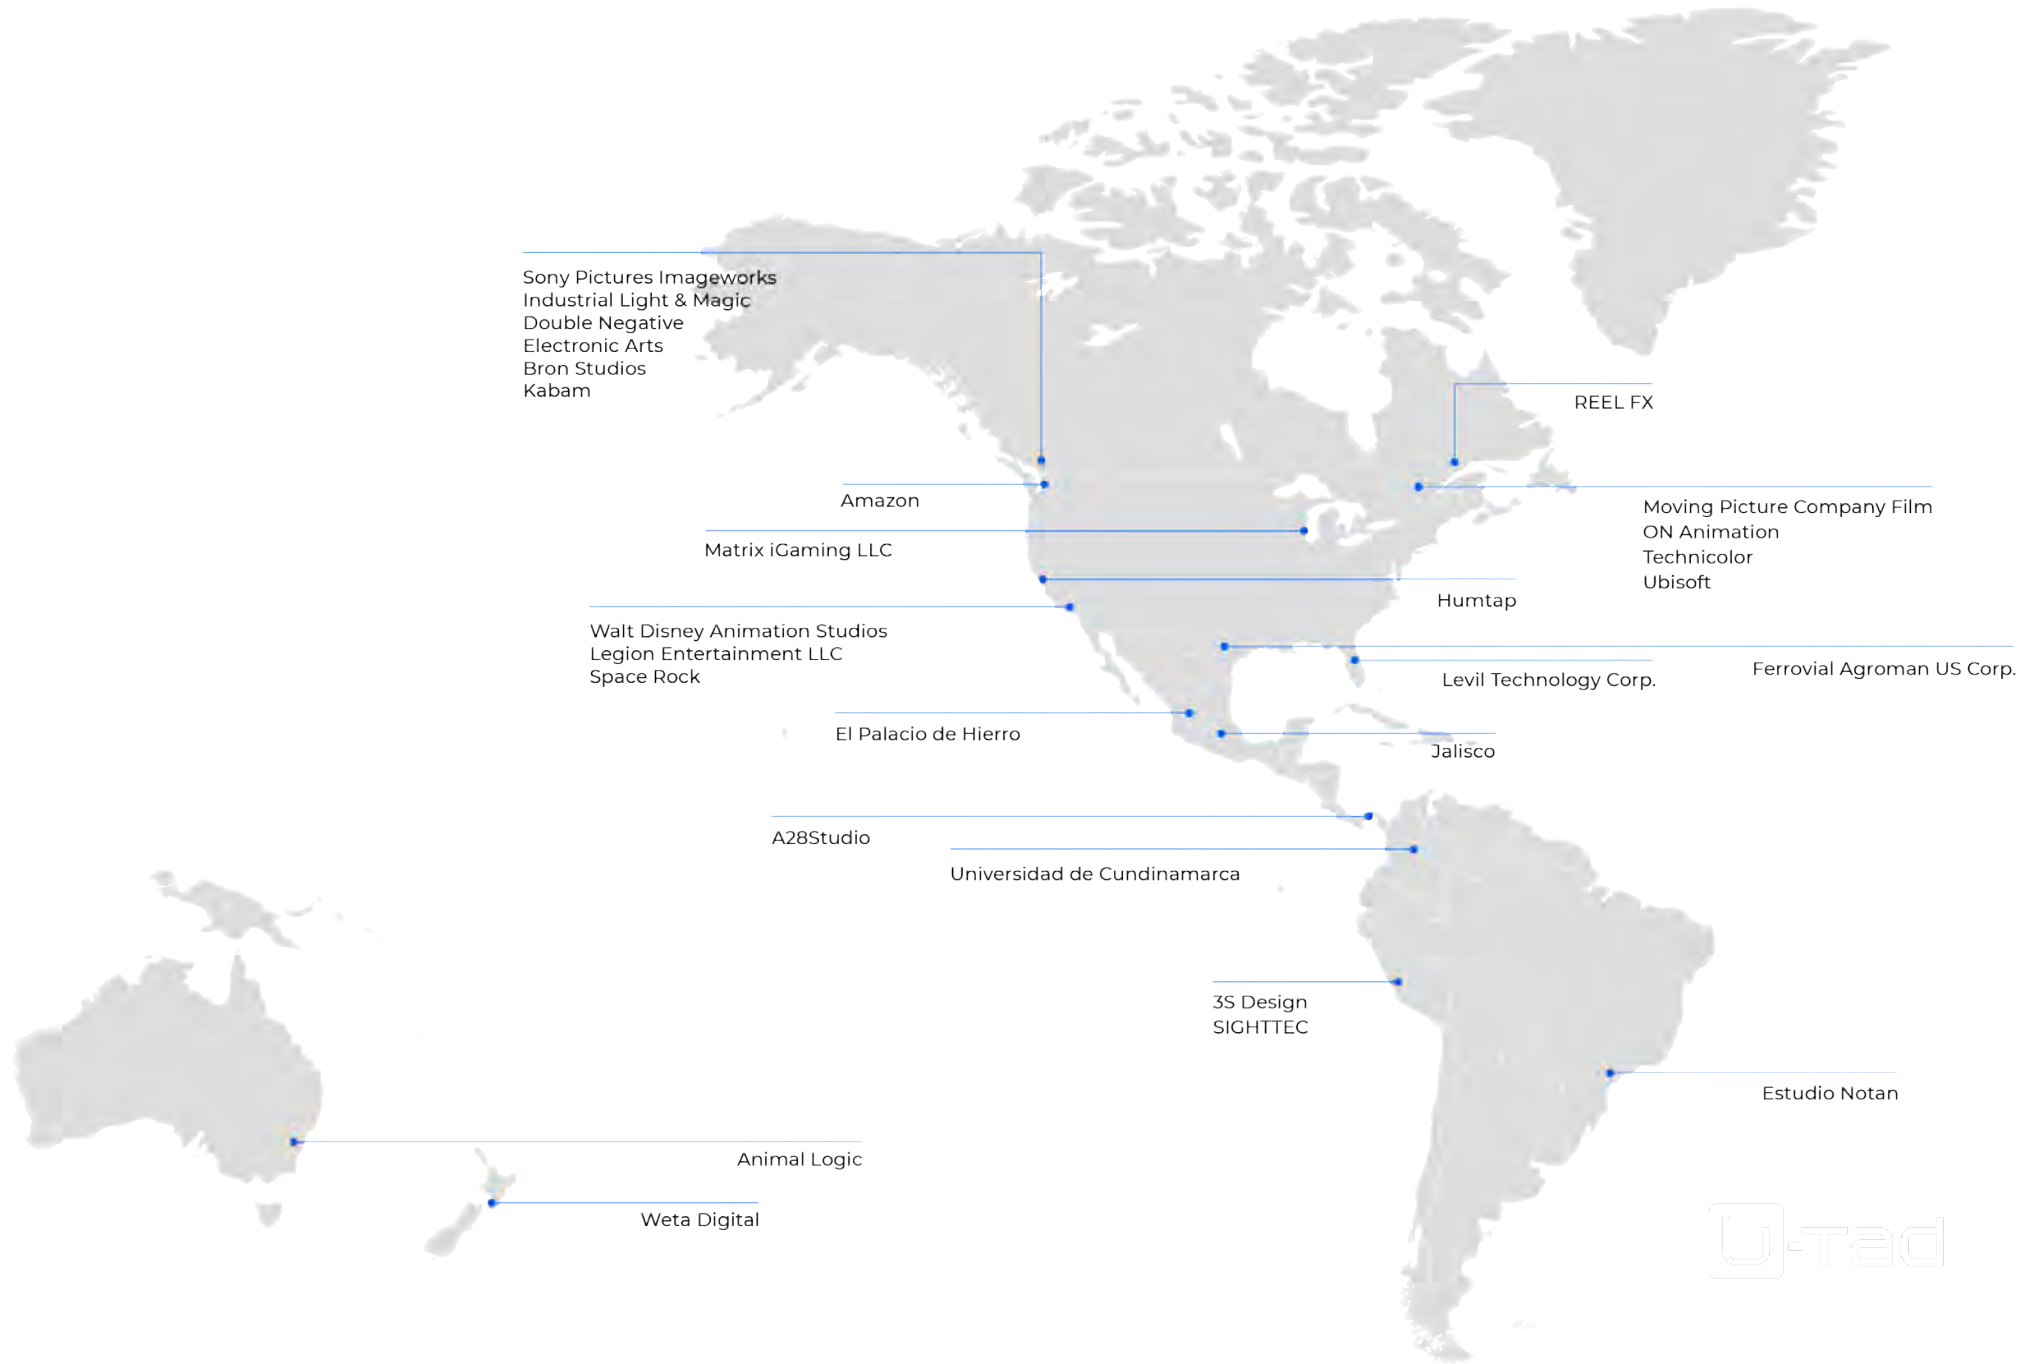 Sony Pictures Imageworks
Industrial Light & Magic
Double Negative
Electronic Arts
Bron Studios
Kabam
REEL FX
Amazon
Moving Picture Company Film
ON Animation
Technicolor
Ubisoft
Matrix iGaming LLC
Humtap
Walt Disney Animation Studios
Legion Entertainment LLC
Space Rock
Ferrovial Agroman US Corp.
Levil Technology Corp.
El Palacio de Hierro
Jalisco
A28Studio
Universidad de Cundinamarca
3S Design
SIGHTTEC
Estudio Notan
Animal Logic
Weta Digital
U-Tad